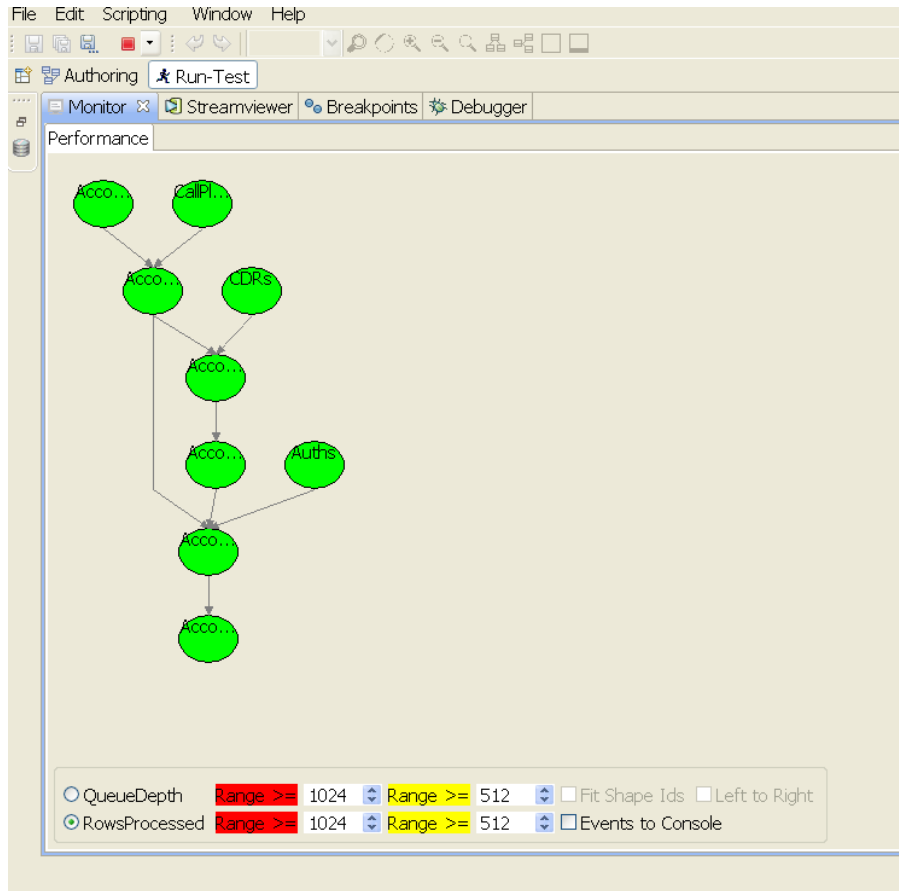 File Edit Scripting Window Help
Authoring Run-Test
Monitor Streamviewer Breakpoints Debugger
Performance
Acco... CallPl...
Acco... CDRs
Acco...
Acco... Auths
Acco...
Acco...
QueueDepth Range >= 1024 Range >= 512 Fit Shape Ids Left to Right
RowsProcessed Range >= 1024 Range >= 512 Events to Console